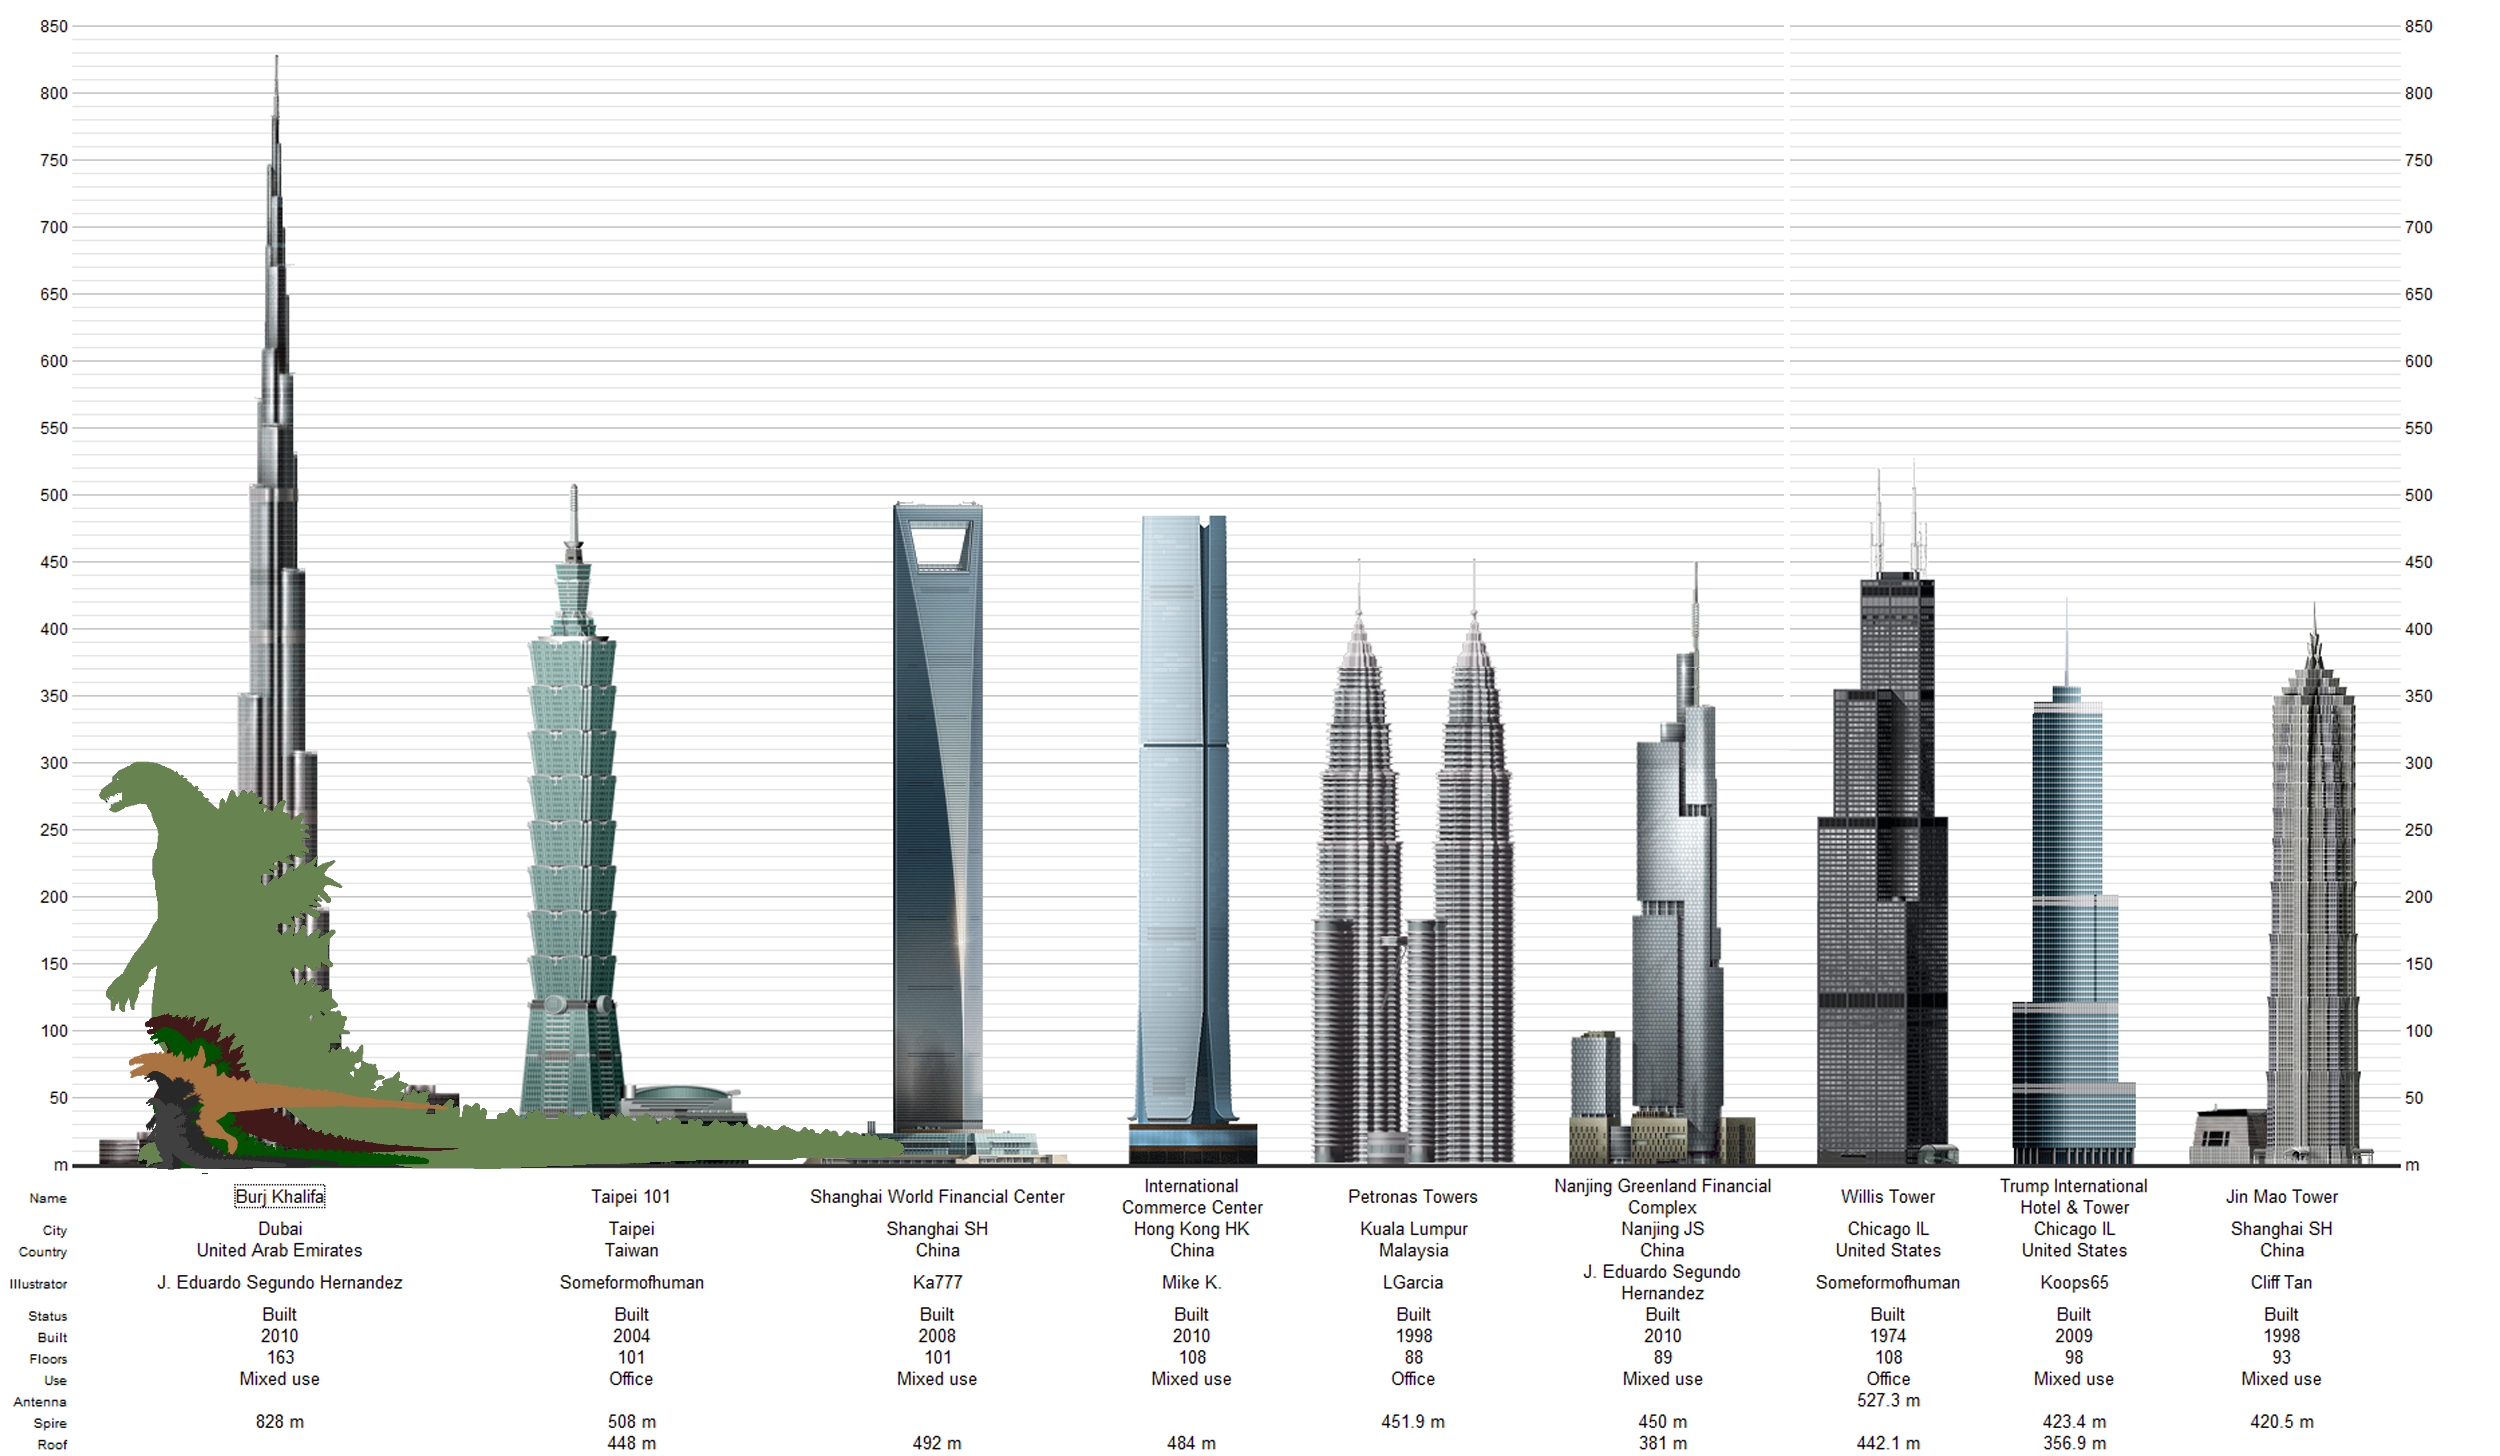 850 850
800 800
750 750
700 700
650 650
600 600
550 550
500 500
450 450
400 400
350 350
300 300
250 250
200 200
150 150
100 100
50 50
m m
Name Burj Khalifa Taipei 101 Shanghai World Financial Center International Commerce Center Petronas Towers Nanjing Greenland Financial Complex Willis Tower Trump International Hotel & Tower Jin Mao Tower
City Dubai Taipei Shanghai SH Hong Kong HK Kuala Lumpur Nanjing JS Chicago IL Chicago IL Shanghai SH
Country United Arab Emirates Taiwan China China Malaysia China United States United States China
Illustrator J. Eduardo Segundo Hernandez Someformofhuman Ka777 Mike K. LGarcia J. Eduardo Segundo Hernandez Someformofhuman Koops65 Cliff Tan
Status Built Built Built Built Built Built Built Built Built
Built 2010 2004 2008 2010 1998 2010 1974 2009 1998
Floors 163 101 101 108 88 89 108 98 93
Use Mixed use Office Mixed use Mixed use Office Mixed use Office Mixed use Mixed use
Antenna 527.3 m
Spire 828 m 508 m 451.9 m 450 m 423.4 m 420.5 m
Roof 448 m 492 m 484 m 381 m 442.1 m 356.9 m